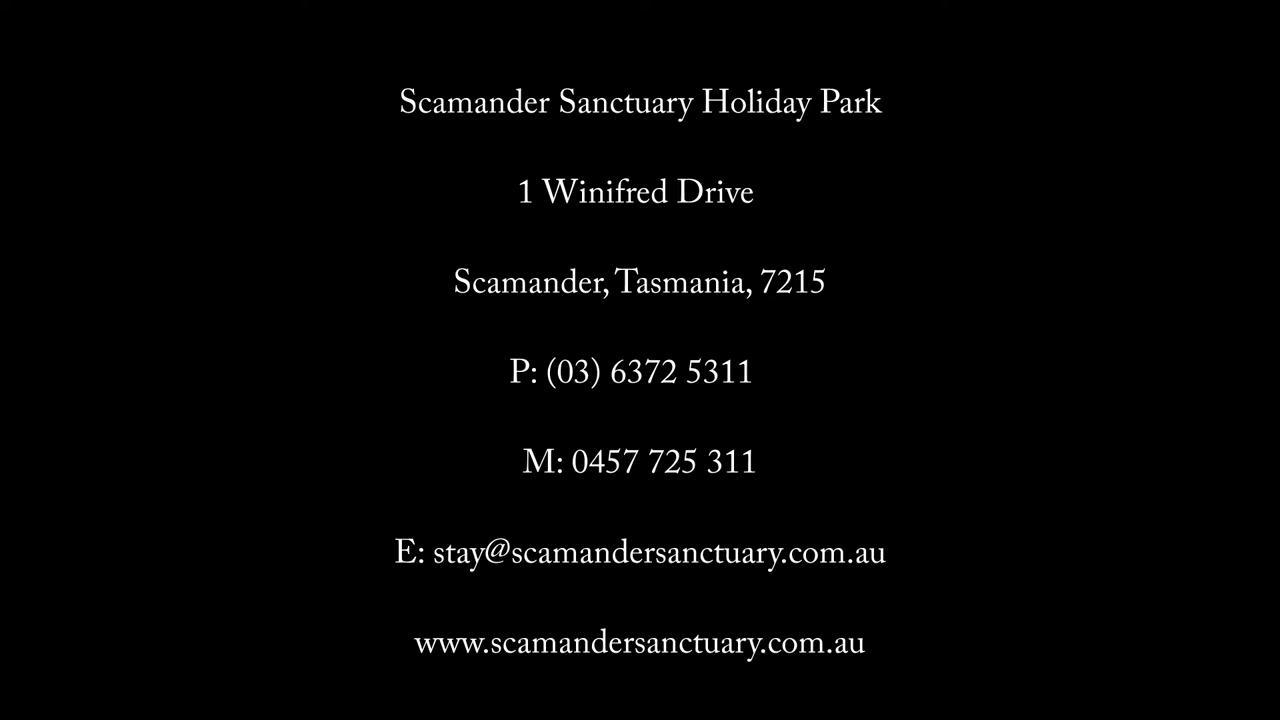 Scamander Sanctuary Holiday Park
1 Winifred Drive
Scamander, Tasmania, 7215
P: (03) 6372 5311
M: 0457 725 311
E: stay@scamandersanctuary.com.au
www.scamandersanctuary.com.au